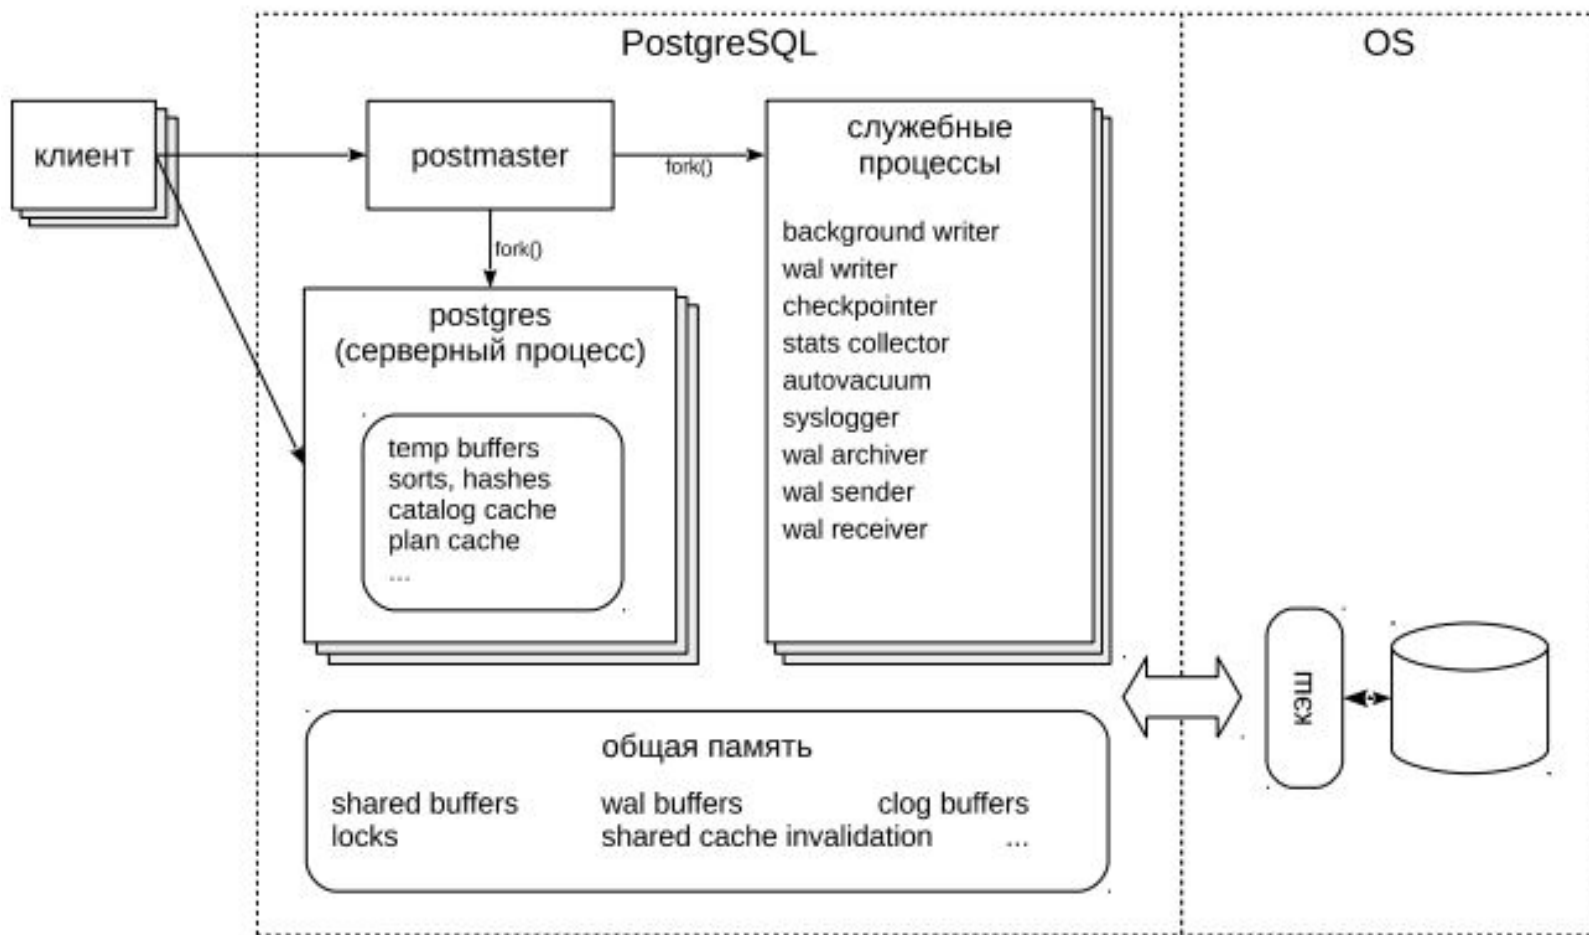 PostgreSQL
OS
клиент
postmaster
fork()
fork()
служебные
процессы
background writer
wal writer
checkpointer
stats collector
autovacuum
syslogger
wal archiver
wal sender
wal receiver
postgres
(серверный процесс)
temp buffers
sorts, hashes
catalog cache
plan cache
...
кэш
общая память
shared buffers wal buffers clog buffers
locks shared cache invalidation ...